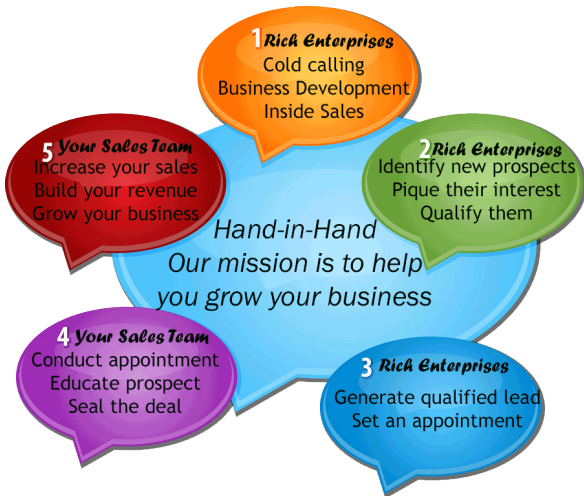 1 Rich Enterprises
Cold calling
Business Development
Inside Sales
2 Rich Enterprises
Identify new prospects
Pique their interest
Qualify them
3 Rich Enterprises
Generate qualified lead
Set an appointment
4 Your Sales Team
Conduct appointment
Educate prospect
Seal the deal
5 Your Sales Team
Increase your sales
Build your revenue
Grow your business
Hand-in-Hand
Our mission is to help
you grow your business